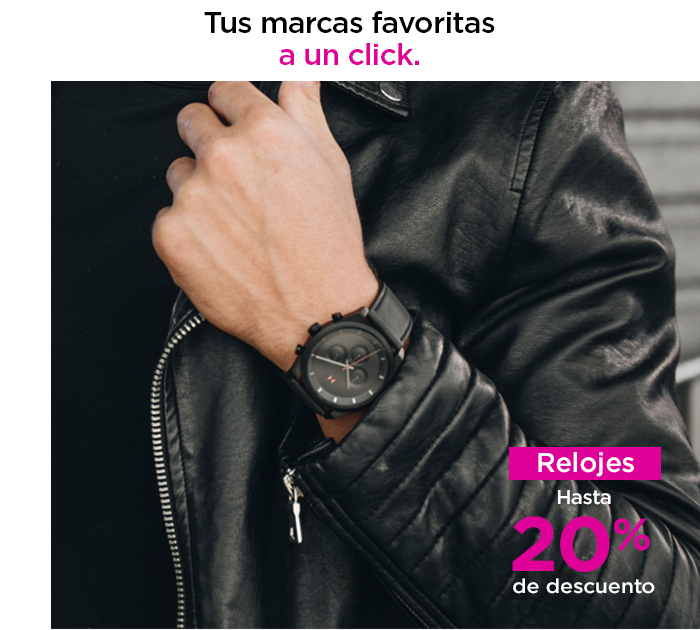 Tus marcas favoritas
a un click.
Relojes
Hasta
20%
de descuento